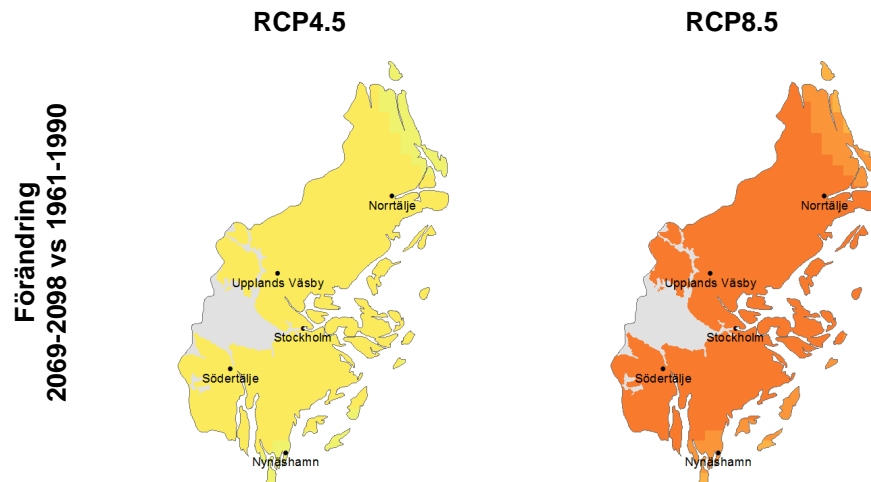 RCP4.5
RCP8.5
Förändring
2069-2098 vs 1961-1990
Norrtälje
Upplands Väsby
Stockholm
Södertälje
Nynäshamn
Norrtälje
Upplands Väsby
Stockholm
Södertälje
Nynäshamn